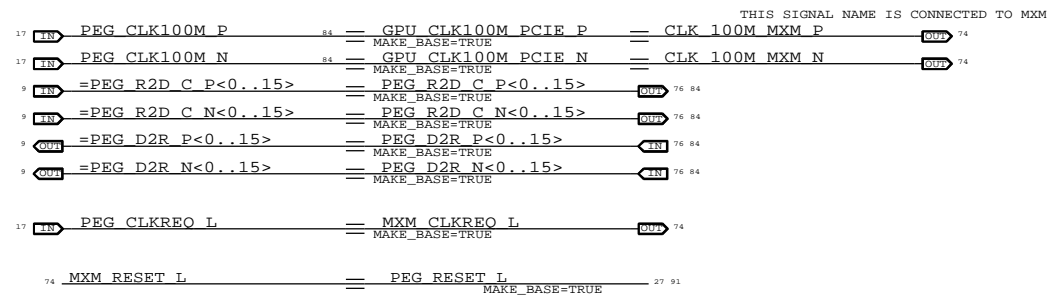 THIS SIGNAL NAME IS CONNECTED TO MXM
17 IN PEG_CLK100M_P 84 GPU_CLK100M_PCIE_P CLK_100M_MXM_P OUT 74
MAKE_BASE=TRUE
17 IN PEG_CLK100M_N 84 GPU_CLK100M_PCIE_N CLK_100M_MXM_N OUT 74
MAKE_BASE=TRUE
9 IN =PEG_R2D_C_P<0..15> PEG_R2D_C_P<0..15> OUT 76 84
MAKE_BASE=TRUE
9 IN =PEG_R2D_C_N<0..15> PEG_R2D_C_N<0..15> OUT 76 84
MAKE_BASE=TRUE
9 OUT =PEG_D2R_P<0..15> PEG_D2R_P<0..15> IN 76 84
MAKE_BASE=TRUE
9 OUT =PEG_D2R_N<0..15> PEG_D2R_N<0..15> IN 76 84
MAKE_BASE=TRUE
17 IN PEG_CLKREQ_L MXM_CLKREQ_L OUT 74
MAKE_BASE=TRUE
74 MXM_RESET_L PEG_RESET_L 27 91
MAKE_BASE=TRUE